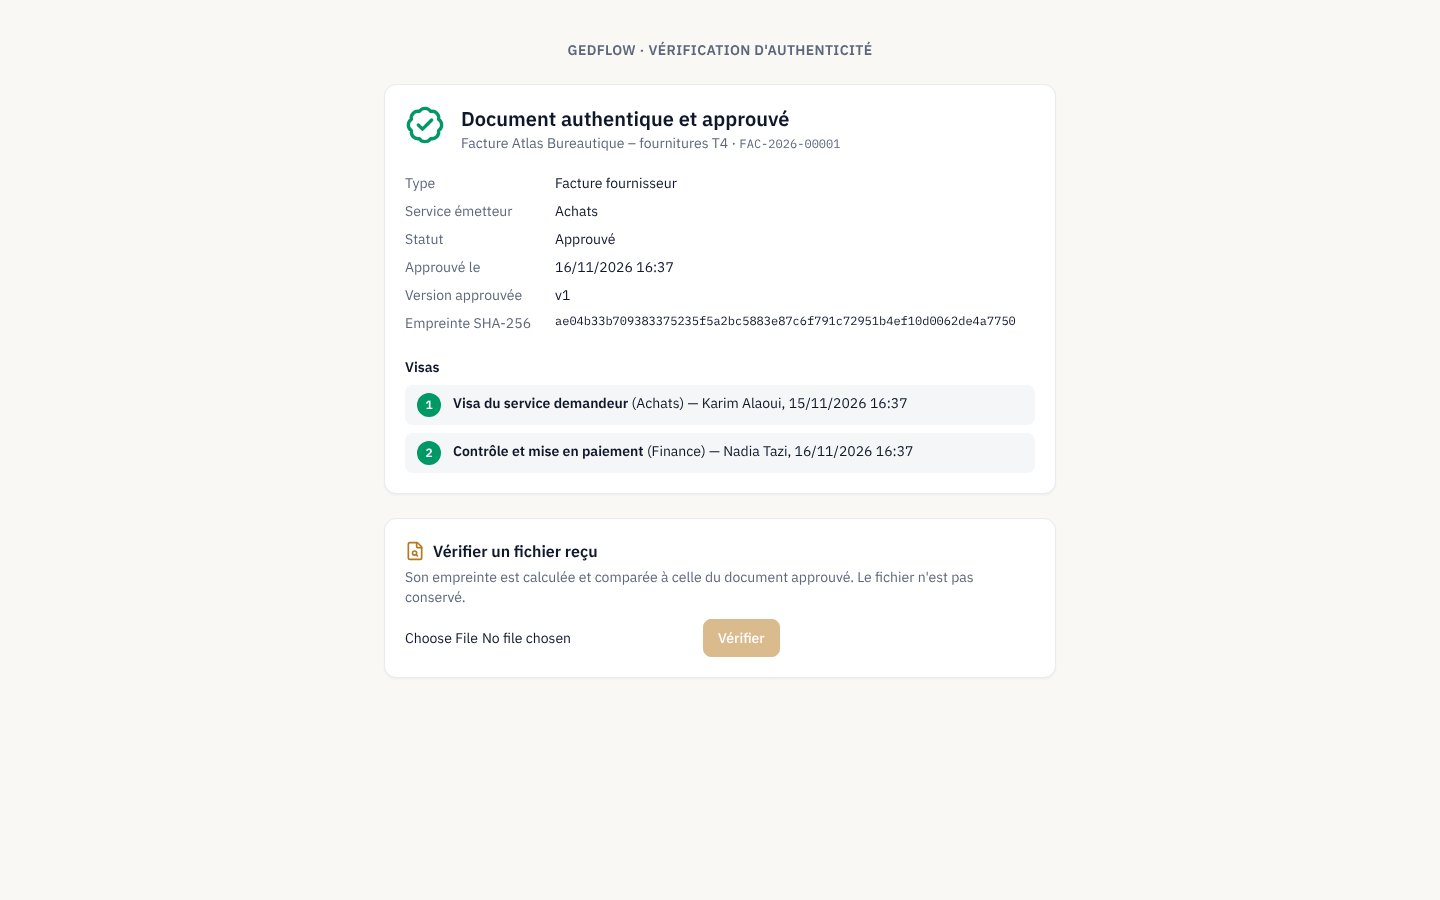 GEDFLOW · VÉRIFICATION D'AUTHENTICITÉ
Document authentique et approuvé
Facture Atlas Bureautique – fournitures T4 · FAC-2026-00001
Type Facture fournisseur
Service émetteur Achats
Statut Approuvé
Approuvé le 16/11/2026 16:37
Version approuvée v1
Empreinte SHA-256 ae04b33b709383375235f5a2bc5883e87c6f791c72951b4ef10d0062de4a7750
Visas
1 Visa du service demandeur (Achats) — Karim Alaoui, 15/11/2026 16:37
2 Contrôle et mise en paiement (Finance) — Nadia Tazi, 16/11/2026 16:37
Vérifier un fichier reçu
Son empreinte est calculée et comparée à celle du document approuvé. Le fichier n'est pas
conservé.
Choose File No file chosen Vérifier